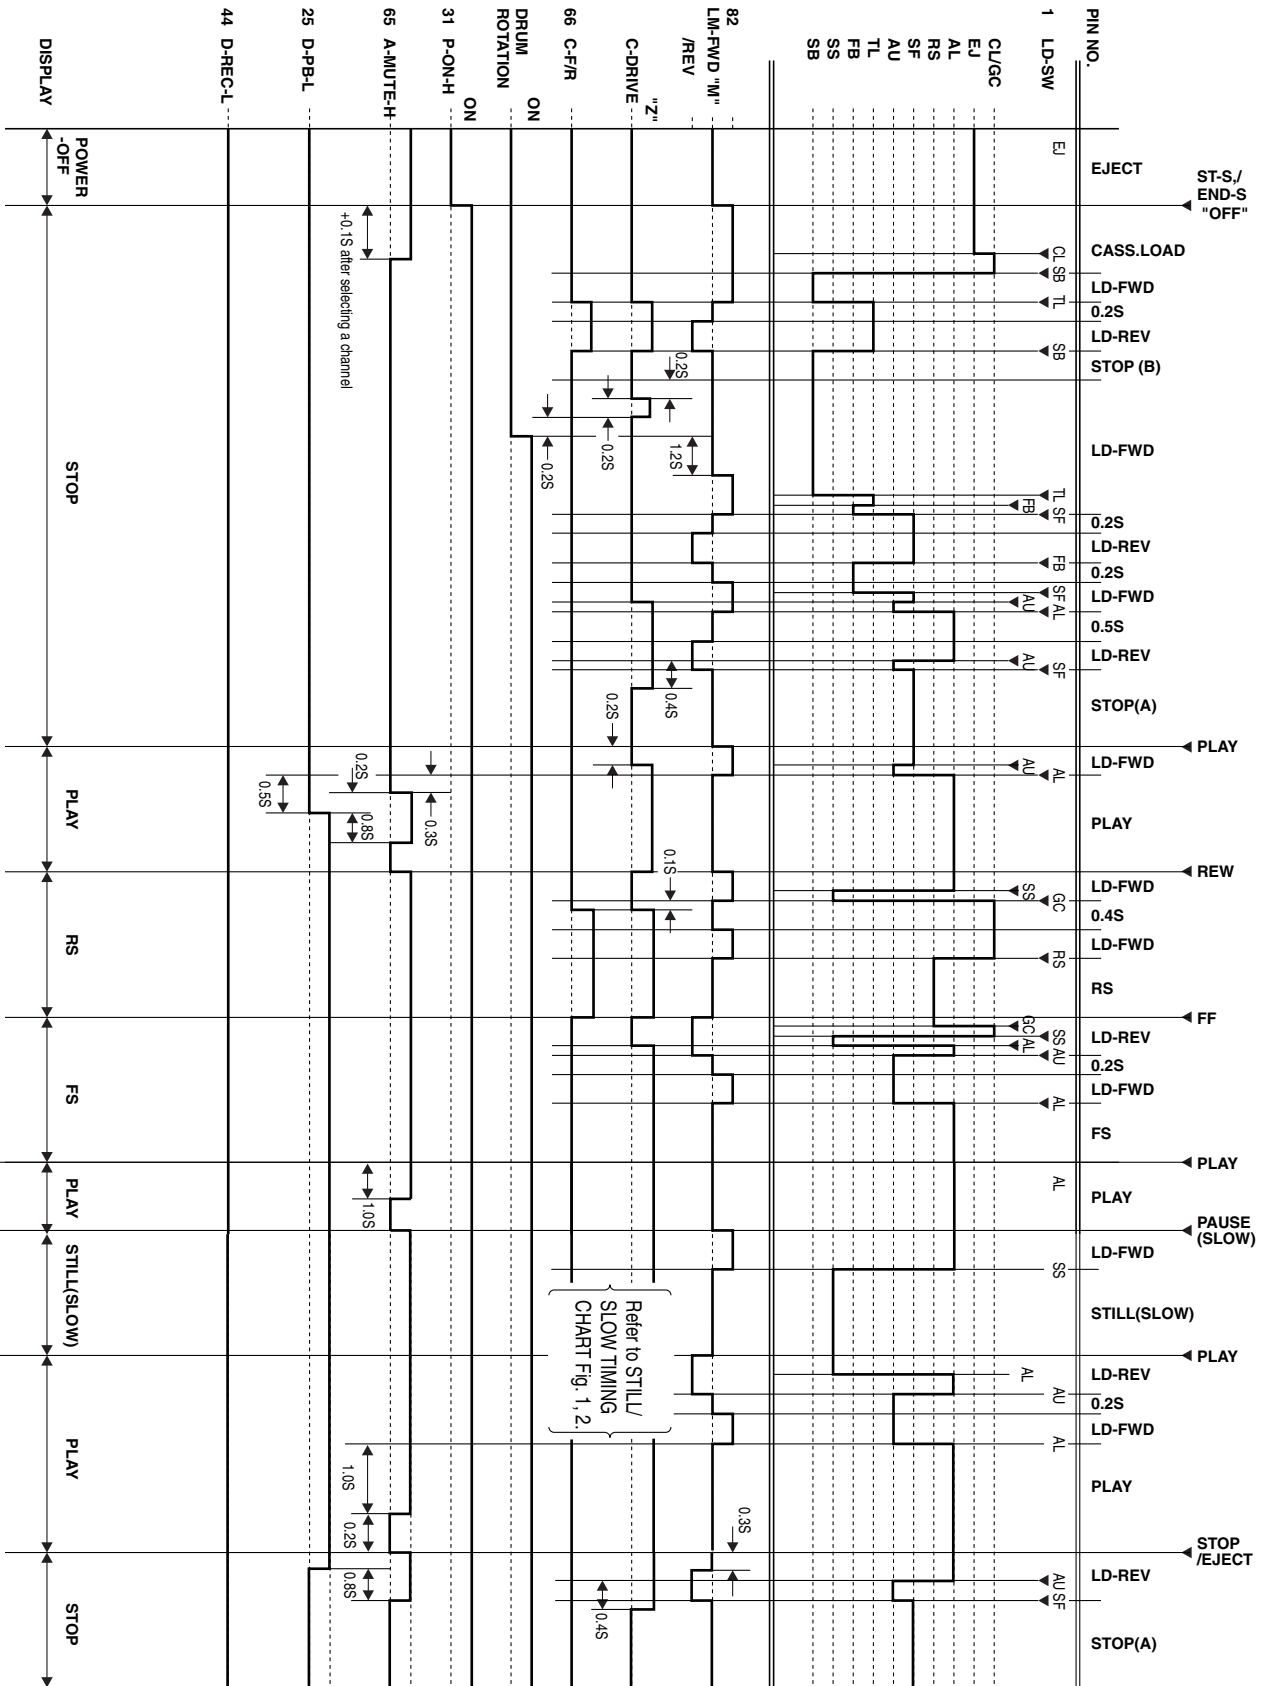 PIN NO.
1 LD-SW
CL/GC
EJ
AL
RS
SF
AU
TL
FB
SS
SB
82
LM-FWD "M"
/REV
"Z"
C-DRIVE
66 C-F/R
DRUM
ROTATION
ON
31 P-ON-H
ON
65 A-MUTE-H
25 D-PB-L
44 D-REC-L
DISPLAY
ST-S,/
END-S
"OFF"
PLAY
REW
FF
PLAY
PAUSE
(SLOW)
PLAY
STOP
/EJECT
EJECT
CASS.LOAD
LD-FWD
0.2S
LD-REV
STOP (B)
LD-FWD
0.2S
LD-REV
0.2S
LD-FWD
0.5S
LD-REV
STOP(A)
LD-FWD
PLAY
LD-FWD
0.4S
LD-FWD
RS
LD-REV
0.2S
LD-FWD
FS
PLAY
LD-FWD
STILL(SLOW)
LD-REV
0.2S
LD-FWD
PLAY
LD-REV
STOP(A)
EJ
CL
SB
TL
SB
TL
FB
SF
FB
SF
AU
AL
AU
SF
AU
AL
SS
GC
RS
GC
SS
AL
AU
AL
AL
SS
AL
AU
AL
AU
SF
0.3S
1.2S
0.2S
0.4S
0.1S
0.2S
0.2S
0.4S
0.2S
Refer to STILL/
SLOW TIMING
CHART Fig. 1, 2.
+0.1S after selecting a channel
0.3S
0.2S
0.8S
0.5S
1.0S
1.0S
0.2S
0.8S
POWER
-OFF
STOP
PLAY
RS
FS
PLAY
STILL(SLOW)
PLAY
STOP